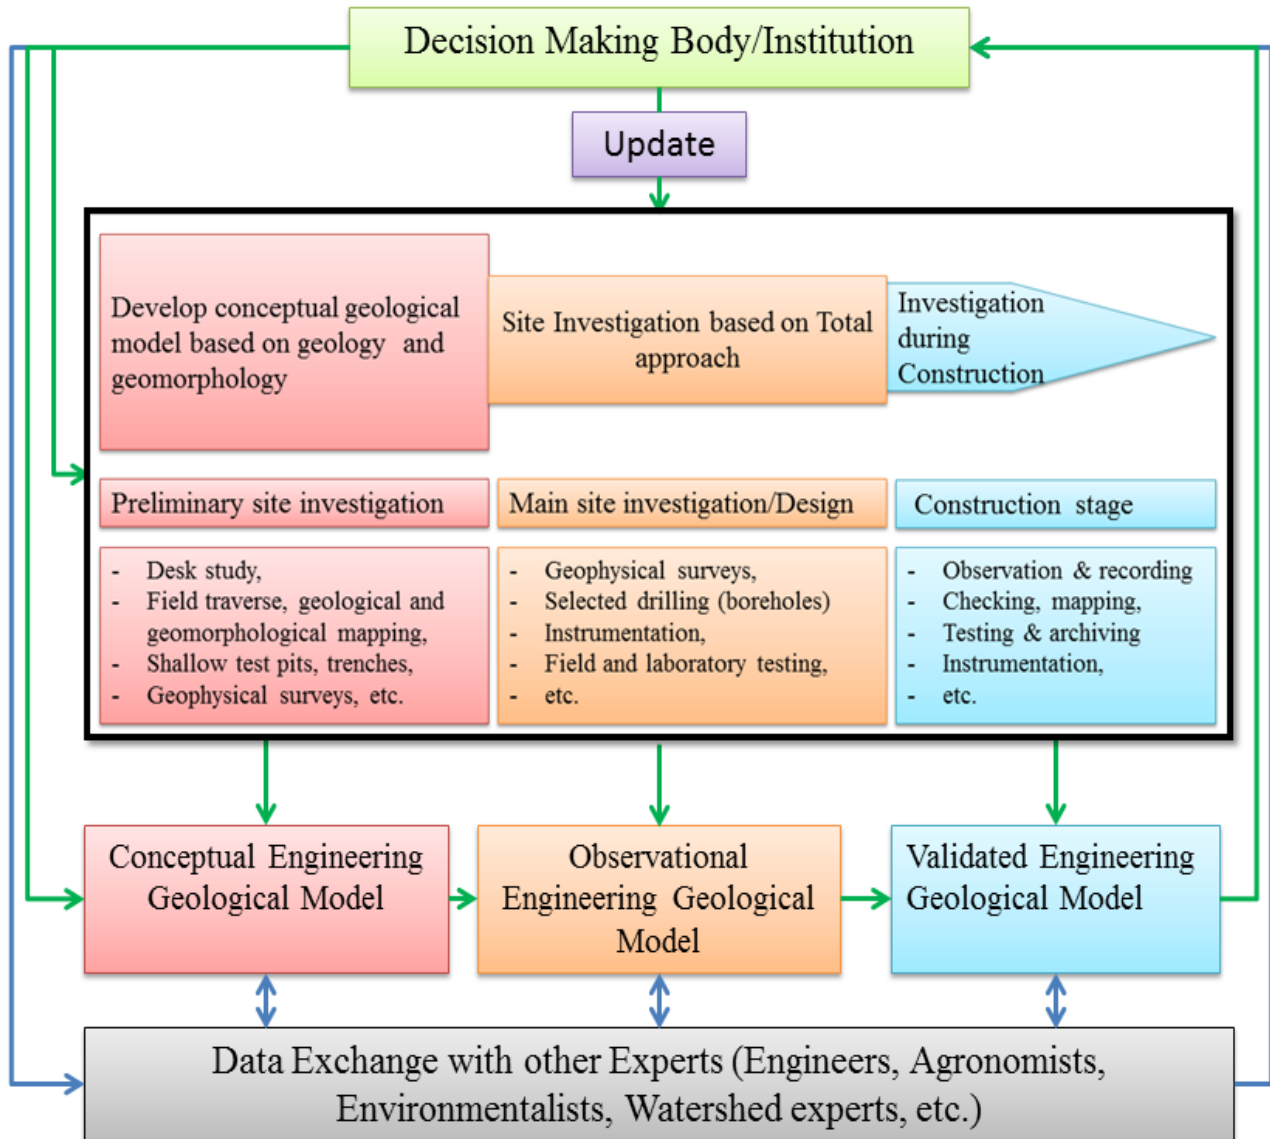 Decision Making Body/Institution
Update
Develop conceptual geological
model based on geology and
geomorphology
Site Investigation based on Total
approach
Investigation
during
Construction
Preliminary site investigation
Main site investigation/Design
Construction stage
- Desk study,
- Field traverse, geological and
geomorphological mapping,
- Shallow test pits, trenches,
- Geophysical surveys, etc.
- Geophysical surveys,
- Selected drilling (boreholes)
- Instrumentation,
- Field and laboratory testing,
- etc.
- Observation & recording
- Checking, mapping,
- Testing & archiving
- Instrumentation,
- etc.
Conceptual Engineering
Geological Model
Observational
Engineering Geological
Model
Validated Engineering
Geological Model
Data Exchange with other Experts (Engineers, Agronomists,
Environmentalists, Watershed experts, etc.)